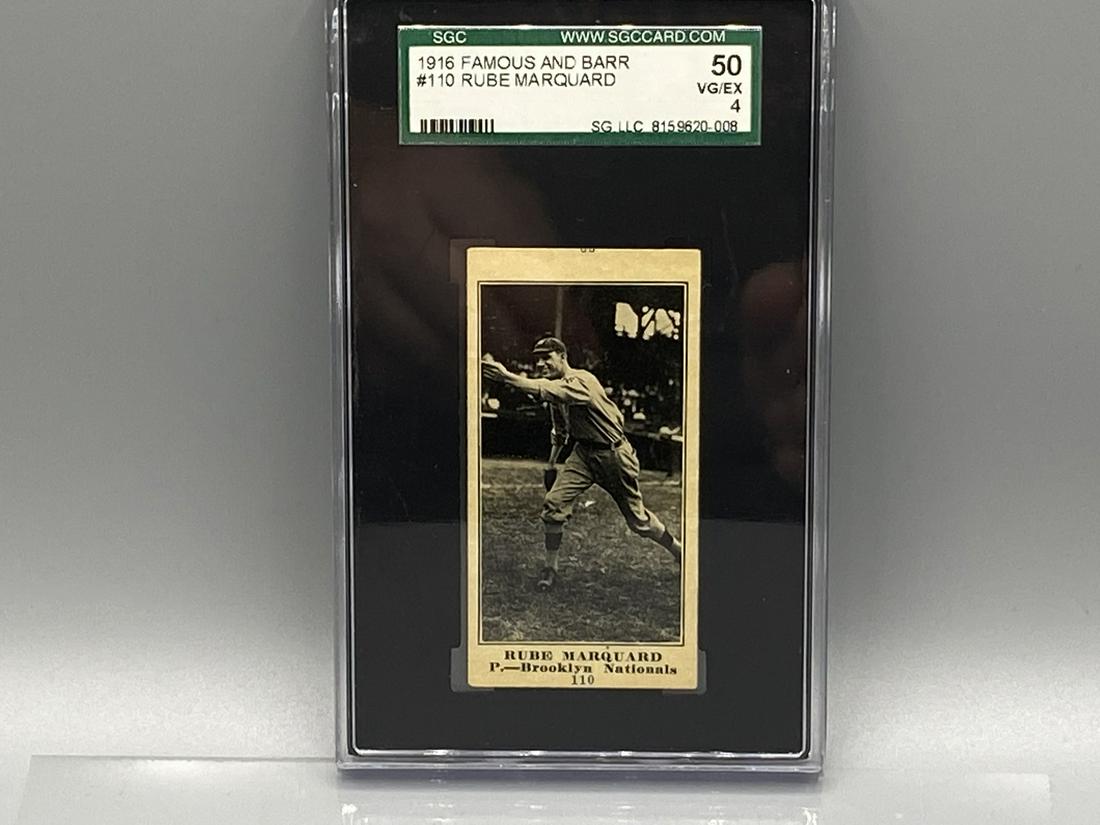 SGC WWW.SGCCARD.COM
1916 FAMOUS AND BARR 50
#110 RUBE MARQUARD VG/EX
4
SG LLC 8159620-008
RUBE MARQUARD
P.—Brooklyn Nationals
110